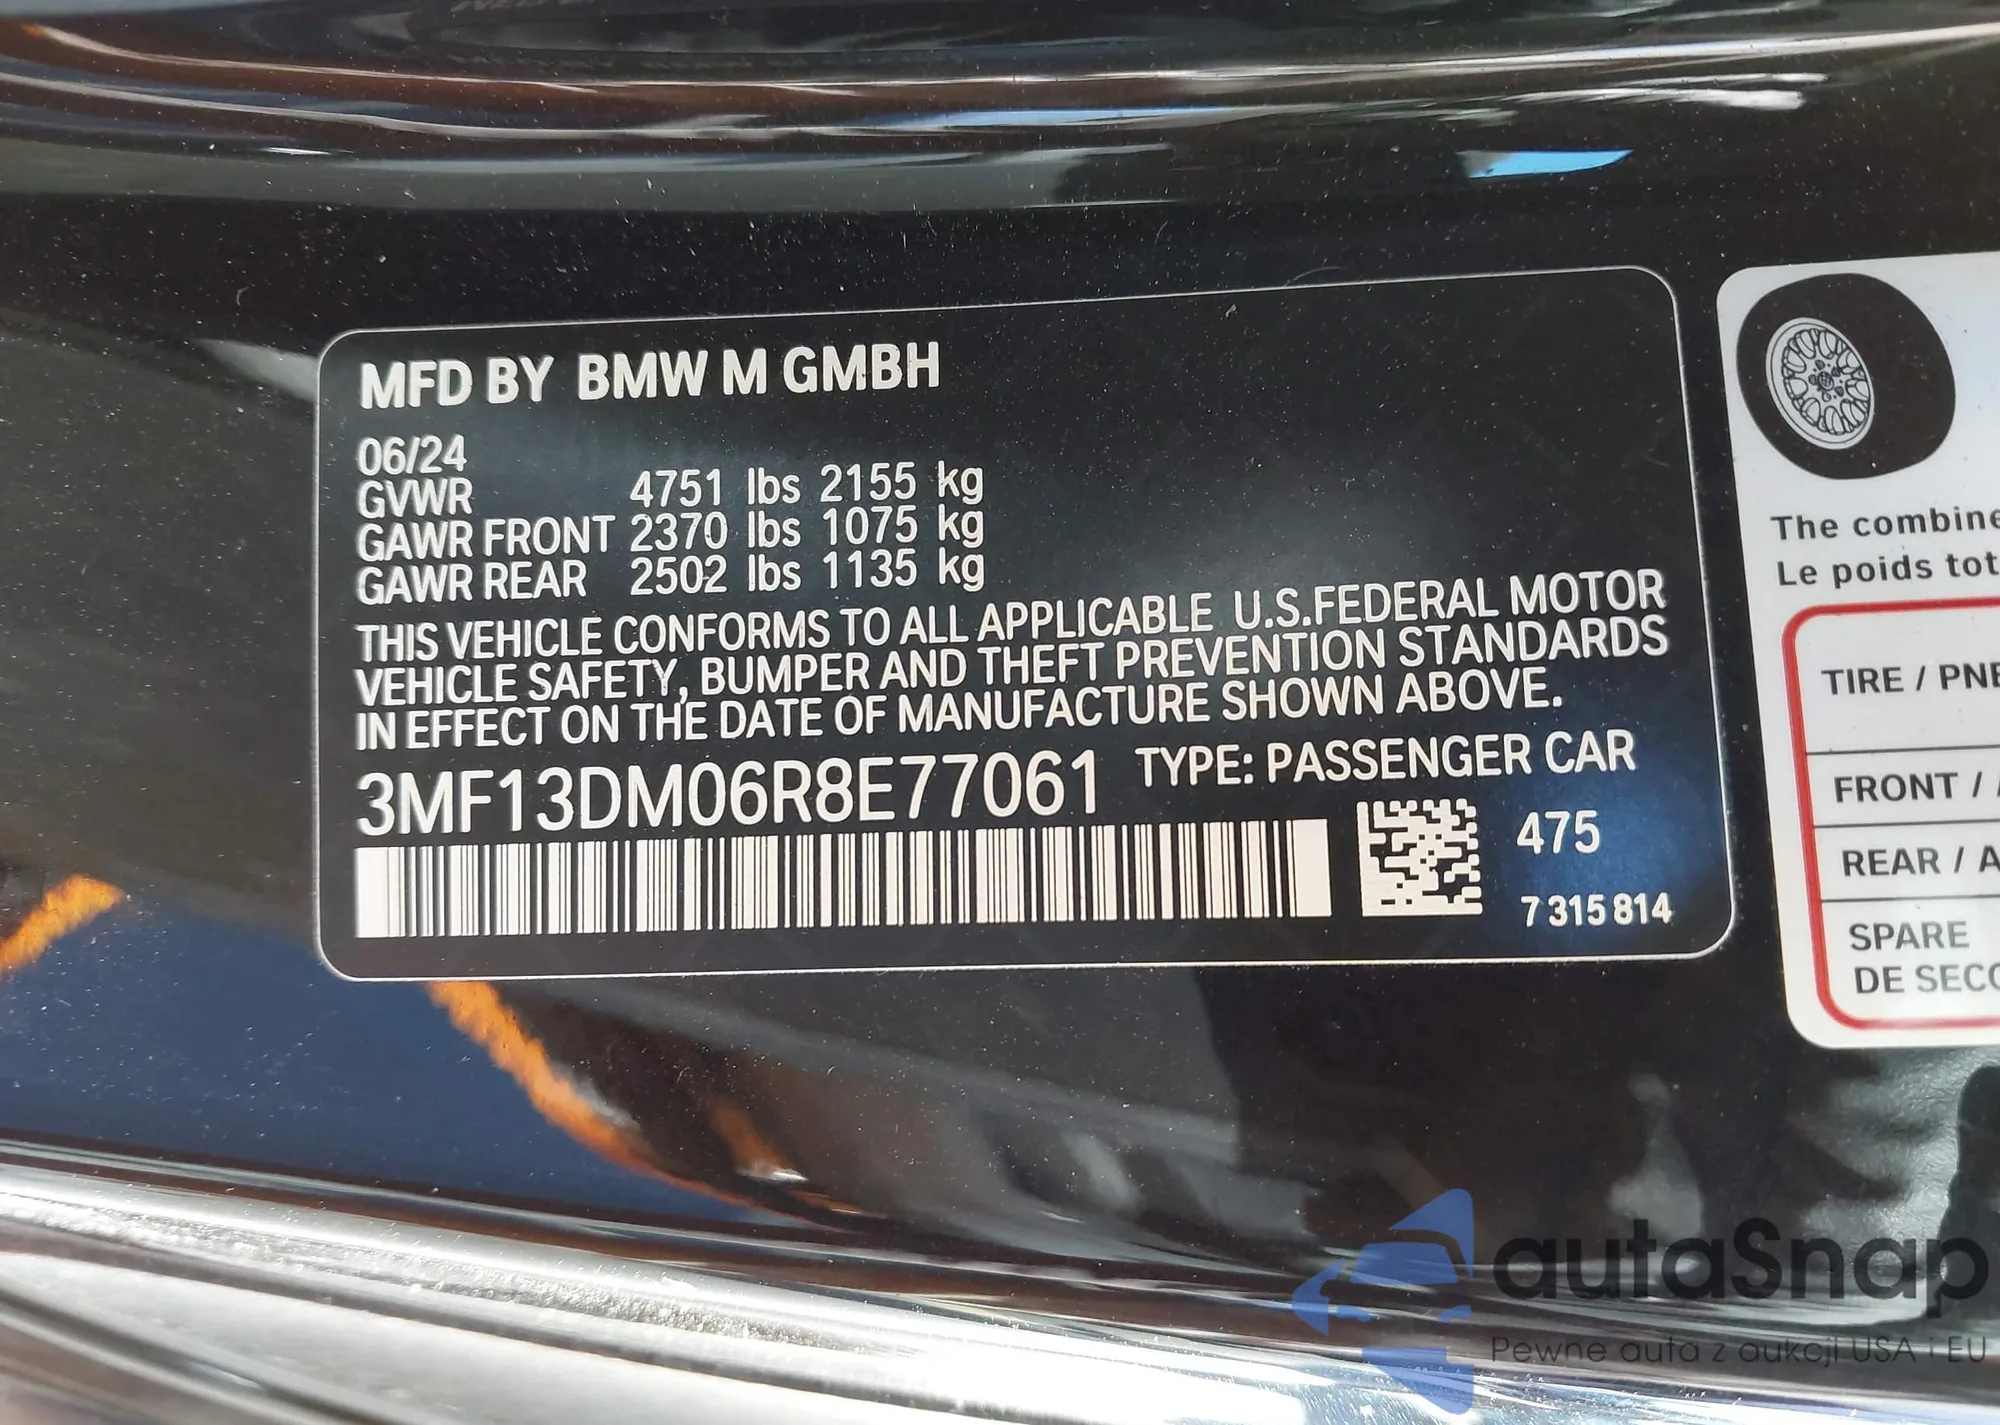 MFD BY BMW M GMBH
06/24
GVWR 4751 lbs 2155 kg
GAWR FRONT 2370 lbs 1075 kg
GAWR REAR 2502 lbs 1135 kg
THIS VEHICLE CONFORMS TO ALL APPLICABLE U.S.FEDERAL MOTOR
VEHICLE SAFETY, BUMPER AND THEFT PREVENTION STANDARDS
IN EFFECT ON THE DATE OF MANUFACTURE SHOWN ABOVE.
3MF13DM06R8E77061 TYPE: PASSENGER CAR
475
7 315 814
The combine
Le poids tot
TIRE / PNE
FRONT /
REAR / A
SPARE
DE SECO
autaSnap
Pewne auta z aukcji USA i EU